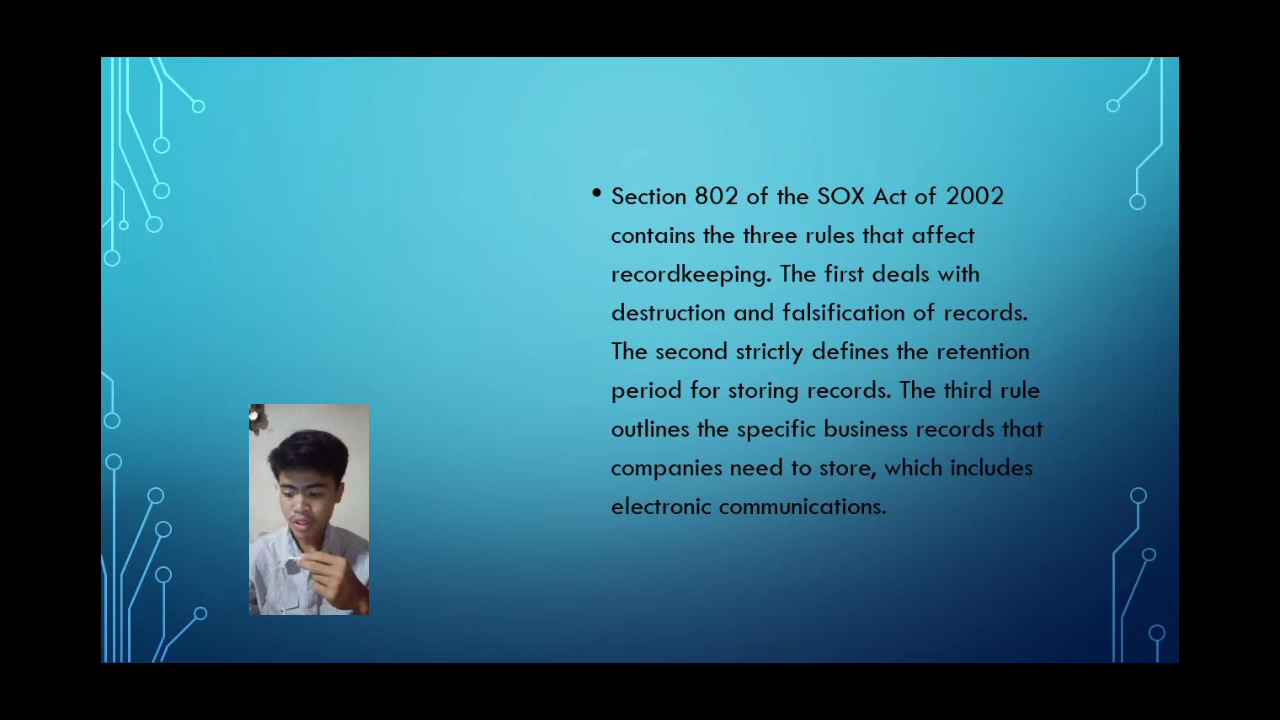 • Section 802 of the SOX Act of 2002
contains the three rules that affect
recordkeeping. The first deals with
destruction and falsification of records.
The second strictly defines the retention
period for storing records. The third rule
outlines the specific business records that
companies need to store, which includes
electronic communications.